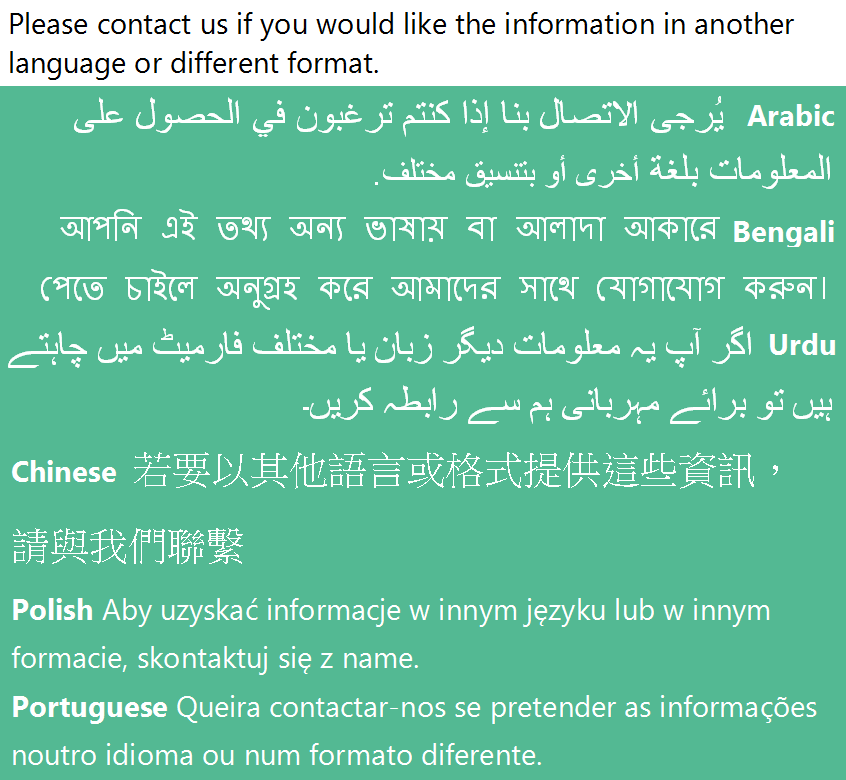 Please contact us if you would like the information in another
language or different format.
Arabic يُرجى الاتصال بنا إذا كنتم ترغبون في الحصول على
المعلومات بلغة أخرى أو بتنسيق مختلف.
আপনি এই তথ্য অন্য ভাষায় বা আলাদা আকারে Bengali
পেতে চাইলে অনুগ্রহ করে আমাদের সাথে যোগাযোগ করুন।
Urdu اگر آپ یہ معلومات دیگر زبان یا مختلف فارمیٹ میں چاہتے
ہیں تو برائے مہربانی ہم سے رابطہ کریں۔
Chinese 若要以其他語言或格式提供這些資訊，
請與我們聯繫
Polish Aby uzyskać informacje w innym języku lub w innym
formacie, skontaktuj się z name.
Portuguese Queira contactar-nos se pretender as informações
noutro idioma ou num formato diferente.